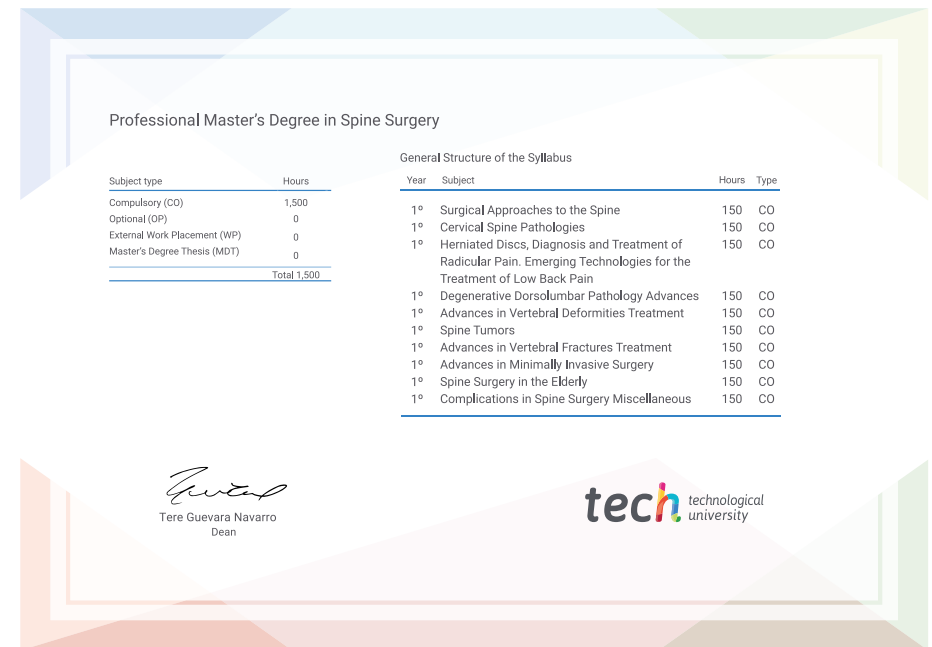 Professional Master's Degree in Spine Surgery
General Structure of the Syllabus
Subject type Hours
Compulsory (CO) 1,500
Optional (OP) 0
External Work Placement (WP) 0
Master's Degree Thesis (MDT) 0
Total 1,500
Year Subject Hours Type
1º Surgical Approaches to the Spine 150 CO
1º Cervical Spine Pathologies 150 CO
1º Herniated Discs, Diagnosis and Treatment of 150 CO
Radicular Pain. Emerging Technologies for the
Treatment of Low Back Pain
1º Degenerative Dorsolumbar Pathology Advances 150 CO
1º Advances in Vertebral Deformities Treatment 150 CO
1º Spine Tumors 150 CO
1º Advances in Vertebral Fractures Treatment 150 CO
1º Advances in Minimally Invasive Surgery 150 CO
1º Spine Surgery in the Elderly 150 CO
1º Complications in Spine Surgery Miscellaneous 150 CO
Tere Guevara Navarro
Dean
tech technological
university